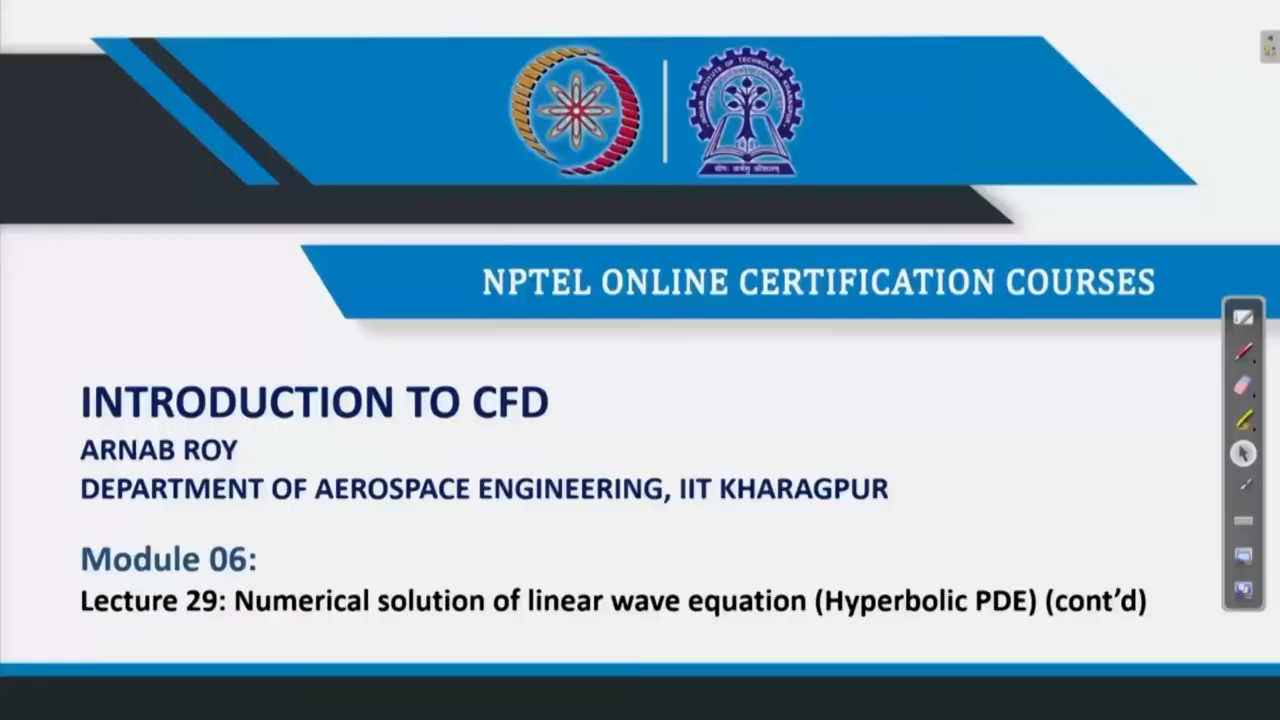 NPTEL ONLINE CERTIFICATION COURSES
INTRODUCTION TO CFD
ARNAB ROY
DEPARTMENT OF AEROSPACE ENGINEERING, IIT KHARAGPUR
Module 06:
Lecture 29: Numerical solution of linear wave equation (Hyperbolic PDE) (cont’d)